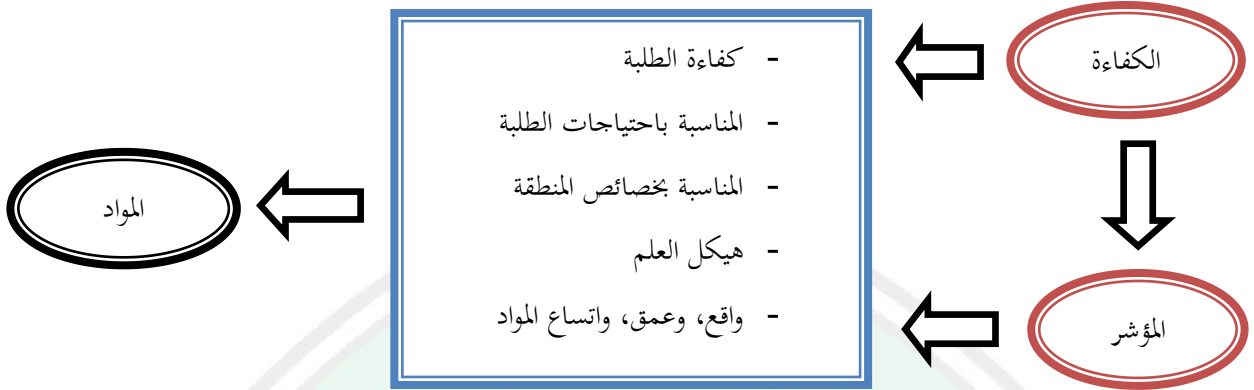 الكفاءة
- كفاءة الطلبة
- المناسبة باحتياجات الطلبة
- المناسبة بخصائص المنطقة
- هيكل العلم
- واقع، وعمق، واتساع المواد
المواد
المؤشر